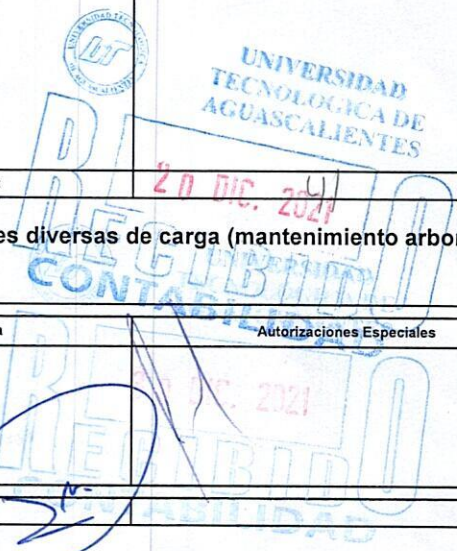 UNIVERSIDAD
TECNOLOGICA DE
AGUASCALIENTES
RECIBIDO
20 DIC. 2021
es diversas de carga (mantenimiento arbor
CONTABILIDAD
a
Autorizaciones Especiales
DIC. 2021
RECIBIDO
CONTABILIDAD